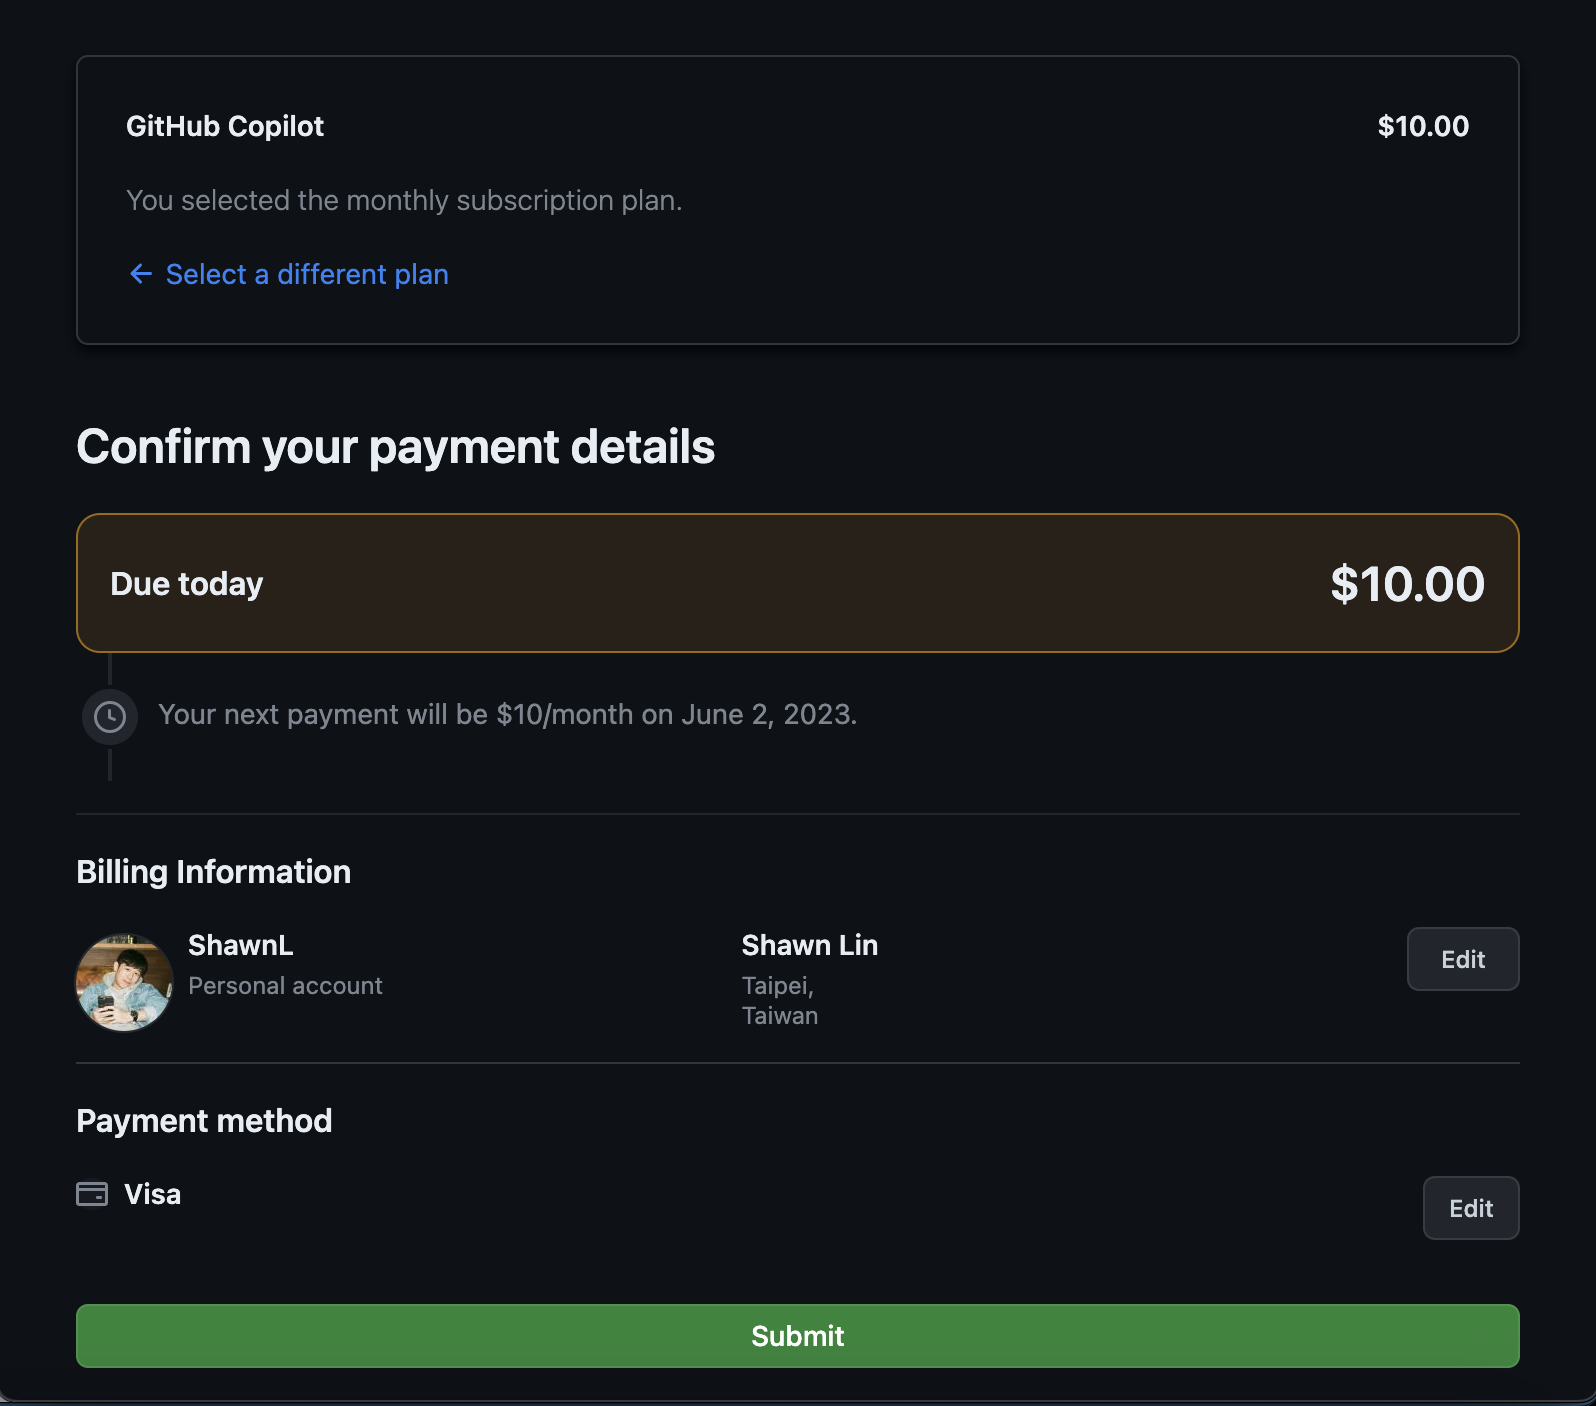 GitHub Copilot $10.00
You selected the monthly subscription plan.
← Select a different plan
Confirm your payment details
Due today $10.00
Your next payment will be $10/month on June 2, 2023.
Billing Information
ShawnL Shawn Lin Edit
Personal account Taipei,
Taiwan
Payment method
Visa Edit
Submit